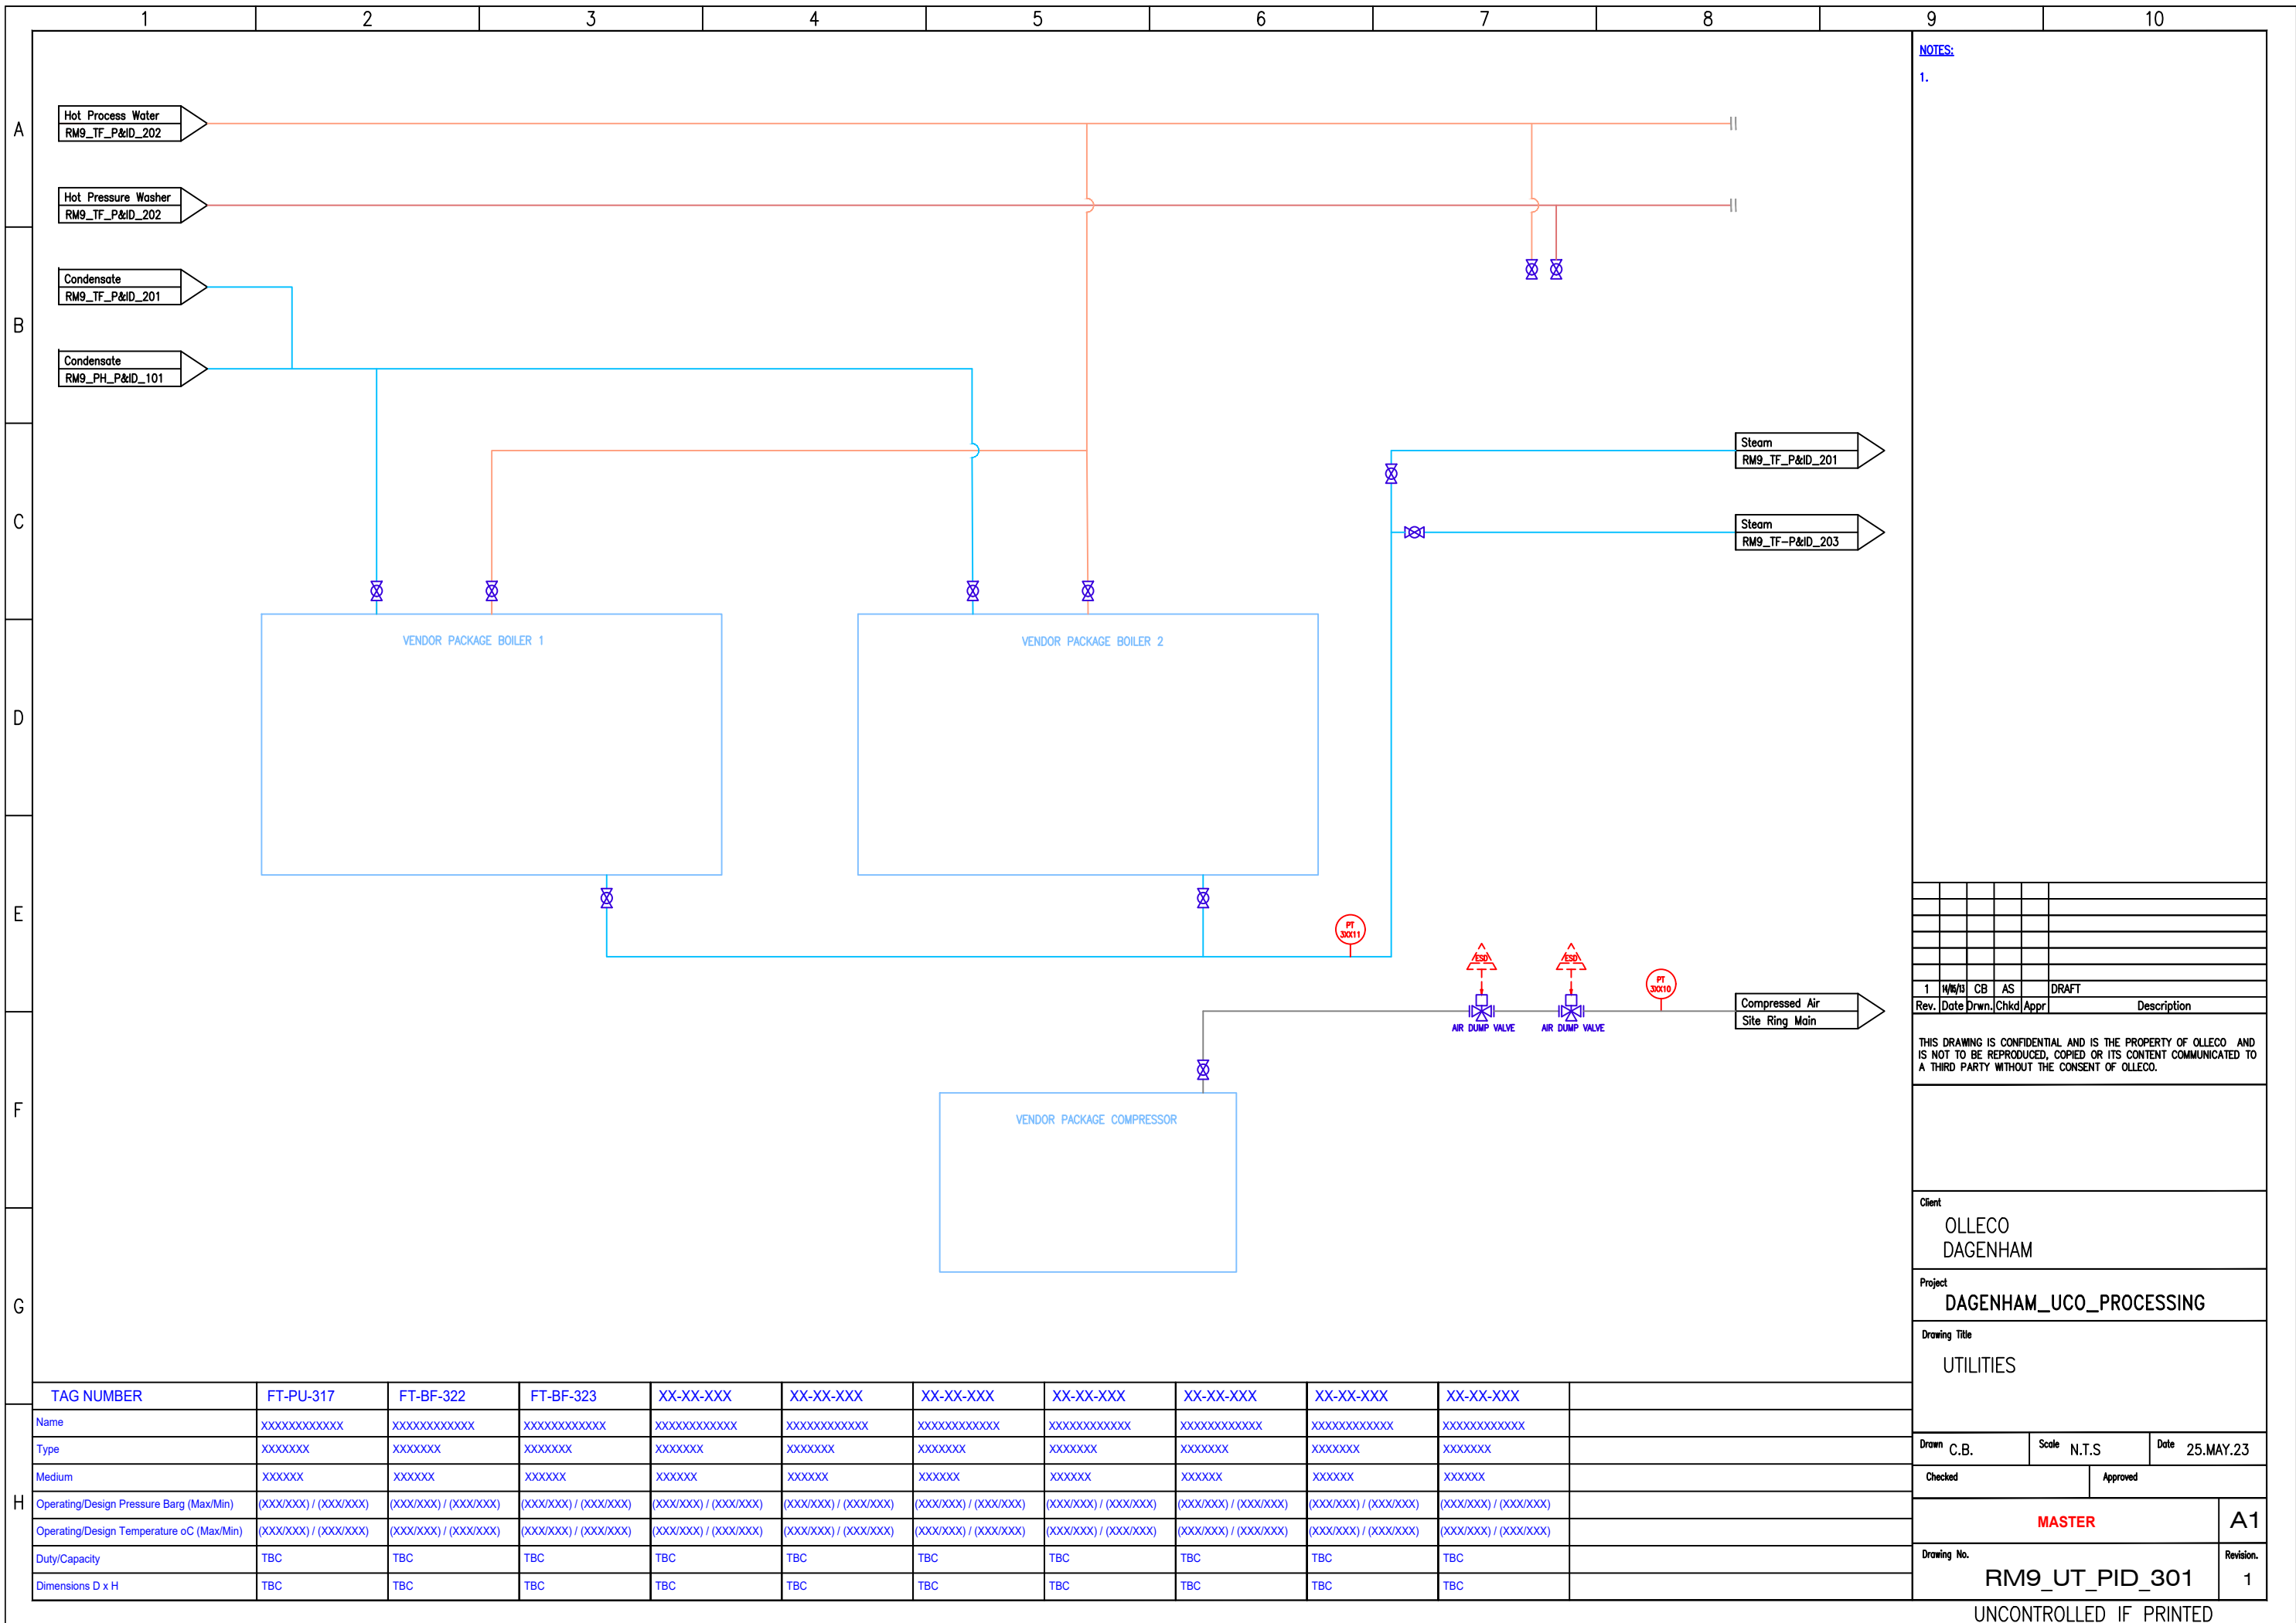 1 2 3 4 5 6 7 8 9 10
NOTES:
1.
A
Hot Process Water
RM9_TF_P&ID_202
Hot Pressure Washer
RM9_TF_P&ID_202
B
Condensate
RM9_TF_P&ID_201
Condensate
RM9_PH_P&ID_101
C
Steam
RM9_TF_P&ID_201
Steam
RM9_TF-P&ID_203
D
VENDOR PACKAGE BOILER 1
VENDOR PACKAGE BOILER 2
E
PT
3XX11
ESD
ESD
PT
3XX10
AIR DUMP VALVE
AIR DUMP VALVE
Compressed Air
Site Ring Main
F
VENDOR PACKAGE COMPRESSOR
G
H
TAG NUMBER FT-PU-317 FT-BF-322 FT-BF-323 XX-XX-XXX XX-XX-XXX XX-XX-XXX XX-XX-XXX XX-XX-XXX XX-XX-XXX XX-XX-XXX
Name XXXXXXXXXXXX XXXXXXXXXXXX XXXXXXXXXXXX XXXXXXXXXXXX XXXXXXXXXXXX XXXXXXXXXXXX XXXXXXXXXXXX XXXXXXXXXXXX XXXXXXXXXXXX XXXXXXXXXXXX
Type XXXXXXX XXXXXXX XXXXXXX XXXXXXX XXXXXXX XXXXXXX XXXXXXX XXXXXXX XXXXXXX XXXXXXX
Medium XXXXXX XXXXXX XXXXXX XXXXXX XXXXXX XXXXXX XXXXXX XXXXXX XXXXXX XXXXXX
Operating/Design Pressure Barg (Max/Min) (XXX/XXX) / (XXX/XXX) (XXX/XXX) / (XXX/XXX) (XXX/XXX) / (XXX/XXX) (XXX/XXX) / (XXX/XXX) (XXX/XXX) / (XXX/XXX) (XXX/XXX) / (XXX/XXX) (XXX/XXX) / (XXX/XXX) (XXX/XXX) / (XXX/XXX) (XXX/XXX) / (XXX/XXX) (XXX/XXX) / (XXX/XXX)
Operating/Design Temperature oC (Max/Min) (XXX/XXX) / (XXX/XXX) (XXX/XXX) / (XXX/XXX) (XXX/XXX) / (XXX/XXX) (XXX/XXX) / (XXX/XXX) (XXX/XXX) / (XXX/XXX) (XXX/XXX) / (XXX/XXX) (XXX/XXX) / (XXX/XXX) (XXX/XXX) / (XXX/XXX) (XXX/XXX) / (XXX/XXX) (XXX/XXX) / (XXX/XXX)
Duty/Capacity TBC TBC TBC TBC TBC TBC TBC TBC TBC TBC
Dimensions D x H TBC TBC TBC TBC TBC TBC TBC TBC TBC TBC
1 CB AS DRAFT
Rev. Date Drwn. Chkd Appr Description
THIS DRAWING IS CONFIDENTIAL AND IS THE PROPERTY OF OLLECO AND
IS NOT TO BE REPRODUCED, COPIED OR ITS CONTENT COMMUNICATED TO
A THIRD PARTY WITHOUT THE CONSENT OF OLLECO.
Client
OLLECO
DAGENHAM
Project
DAGENHAM_UCO_PROCESSING
Drawing Title
UTILITIES
Drawn C.B. Scale N.T.S Date 25.MAY.23
Checked Approved
MASTER A1
Drawing No. Revision.
RM9_UT_PID_301 1
UNCONTROLLED IF PRINTED